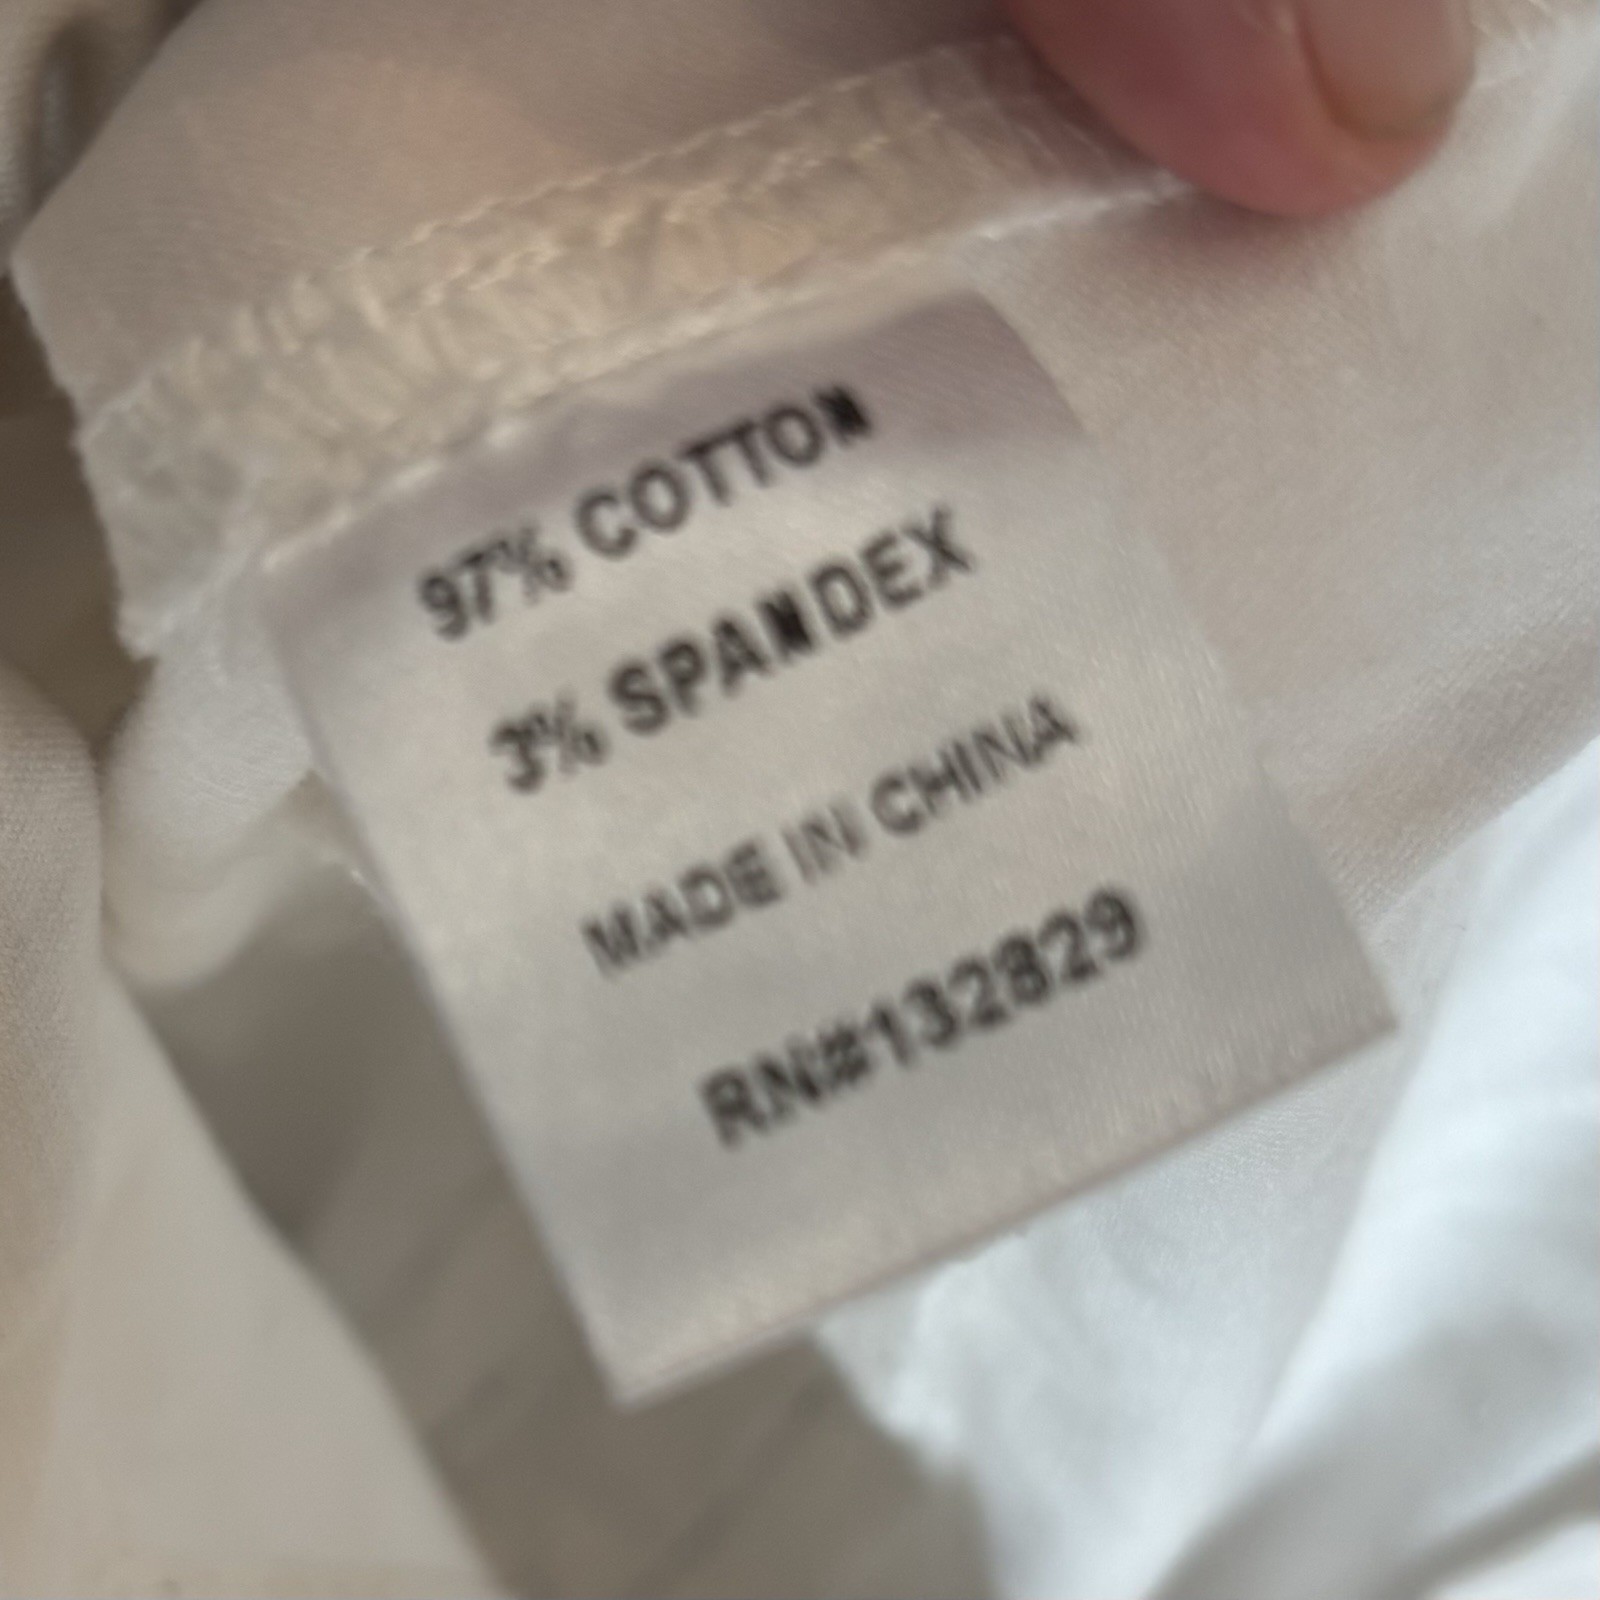 97% COTTON
3% SPANDEX
MADE IN CHINA
RN#132829